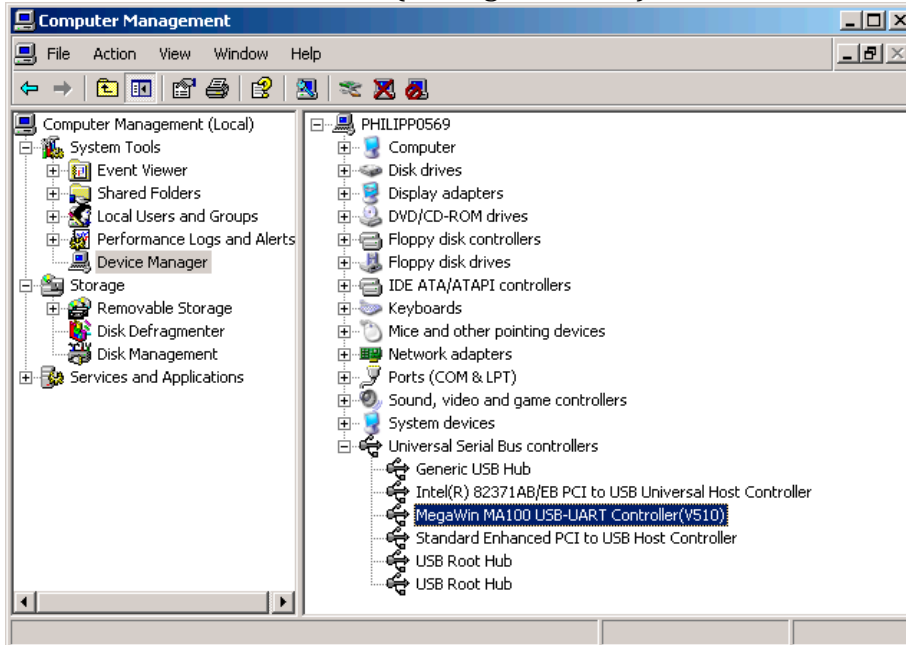 Computer Management
File Action View Window Help
Computer Management (Local)
System Tools
Event Viewer
Shared Folders
Local Users and Groups
Performance Logs and Alerts
Device Manager
Storage
Removable Storage
Disk Defragmenter
Disk Management
Services and Applications
PHILIPP0569
Computer
Disk drives
Display adapters
DVD/CD-ROM drives
Floppy disk controllers
Floppy disk drives
IDE ATA/ATAPI controllers
Keyboards
Mice and other pointing devices
Network adapters
Ports (COM & LPT)
Sound, video and game controllers
System devices
Universal Serial Bus controllers
Generic USB Hub
Intel(R) 82371AB/EB PCI to USB Universal Host Controller
MegaWin MA100 USB-UART Controller(V510)
Standard Enhanced PCI to USB Host Controller
USB Root Hub
USB Root Hub